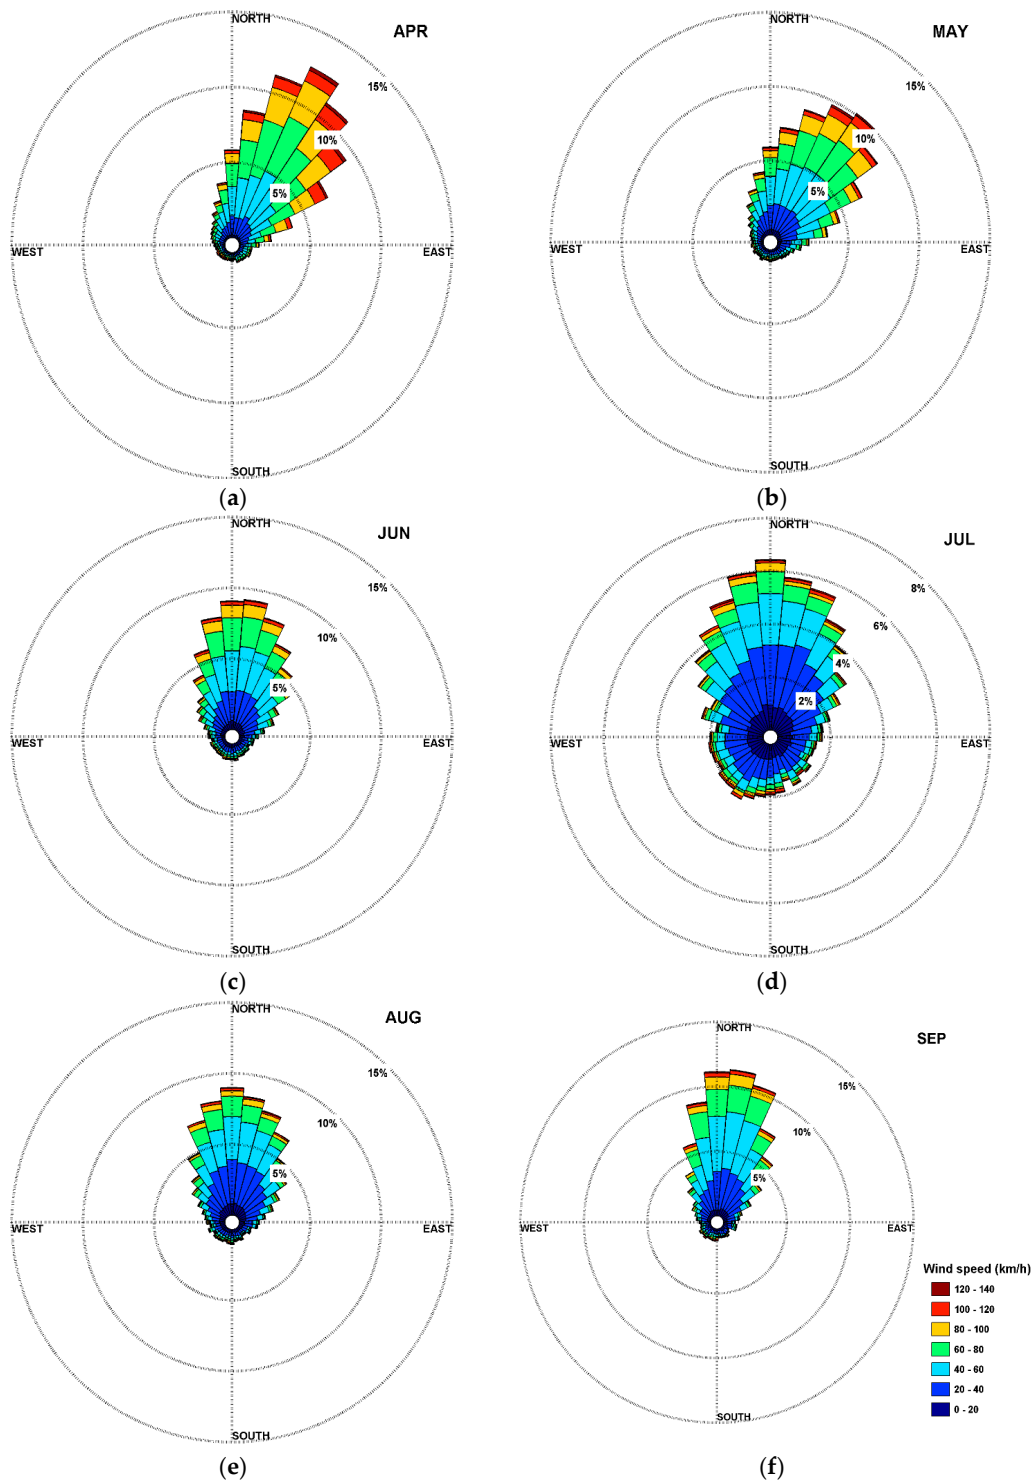 NORTH
APR
15%
10%
5%
WEST
EAST
SOUTH
(a)
NORTH
MAY
15%
10%
5%
WEST
EAST
SOUTH
(b)
NORTH
JUN
15%
10%
5%
WEST
EAST
SOUTH
(c)
NORTH
JUL
8%
6%
4%
2%
WEST
EAST
SOUTH
(d)
NORTH
AUG
15%
10%
5%
WEST
EAST
SOUTH
(e)
NORTH
SEP
15%
10%
5%
WEST
EAST
SOUTH
Wind speed (km/h)
120 - 140
100 - 120
80 - 100
60 - 80
40 - 60
20 - 40
0 - 20
(f)